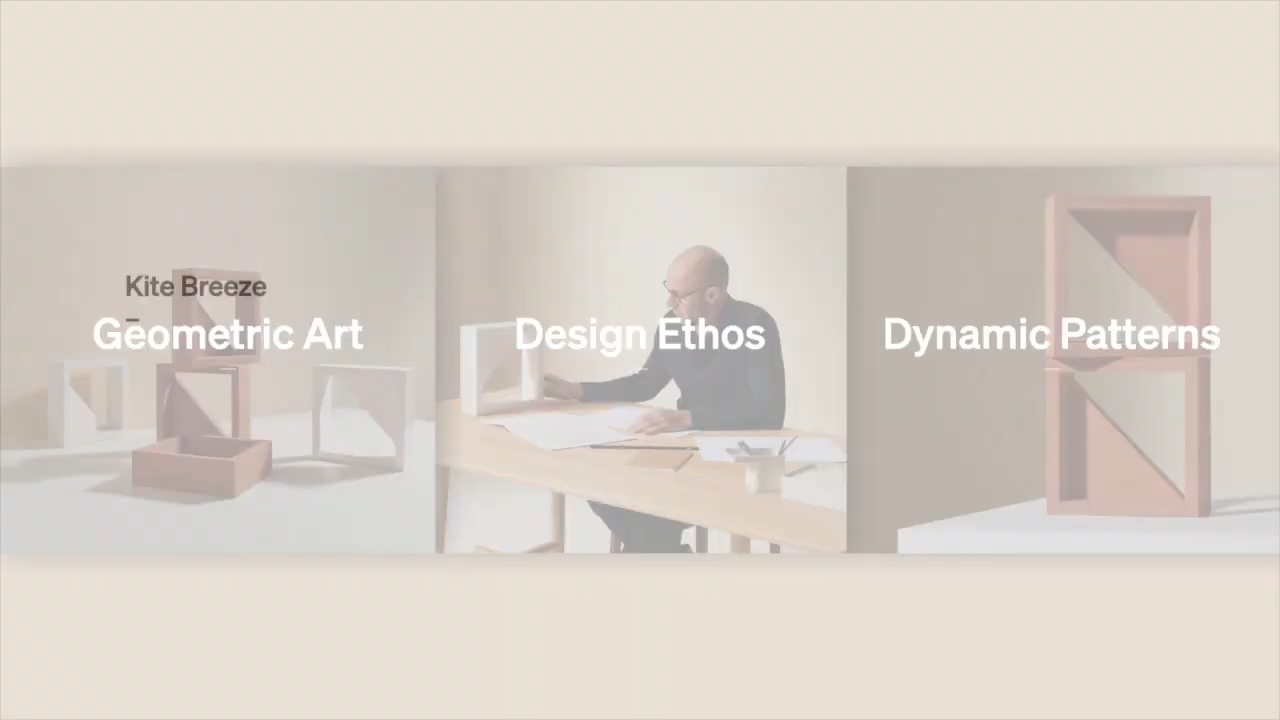 Kite Breeze
–
Geometric Art
Design Ethos
Dynamic Patterns